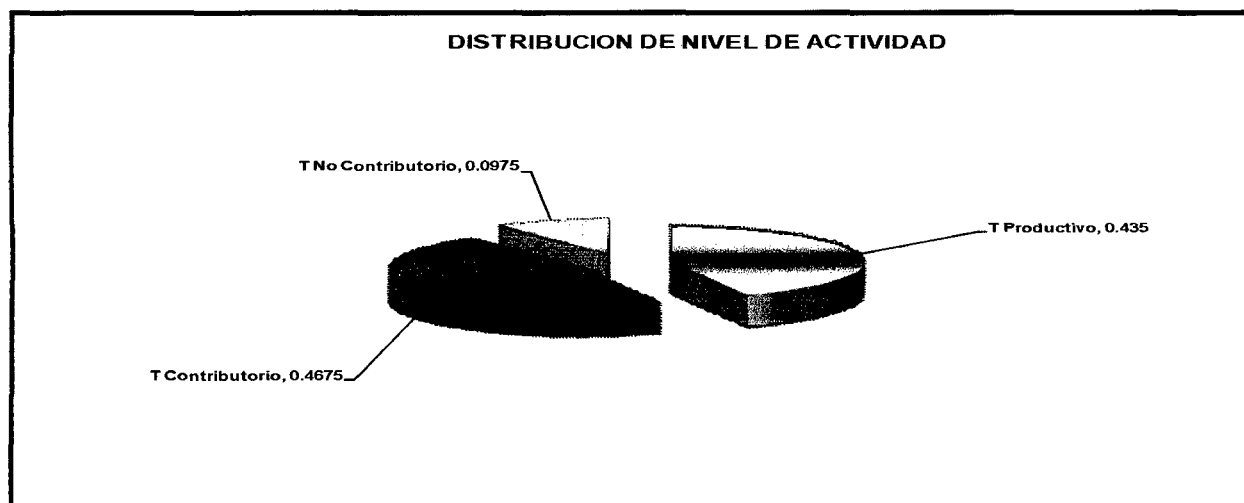 DISTRIBUCION DE NIVEL DE ACTIVIDAD
T No Contributorio, 0.0975
T Productivo, 0.435
T Contributorio, 0.4675